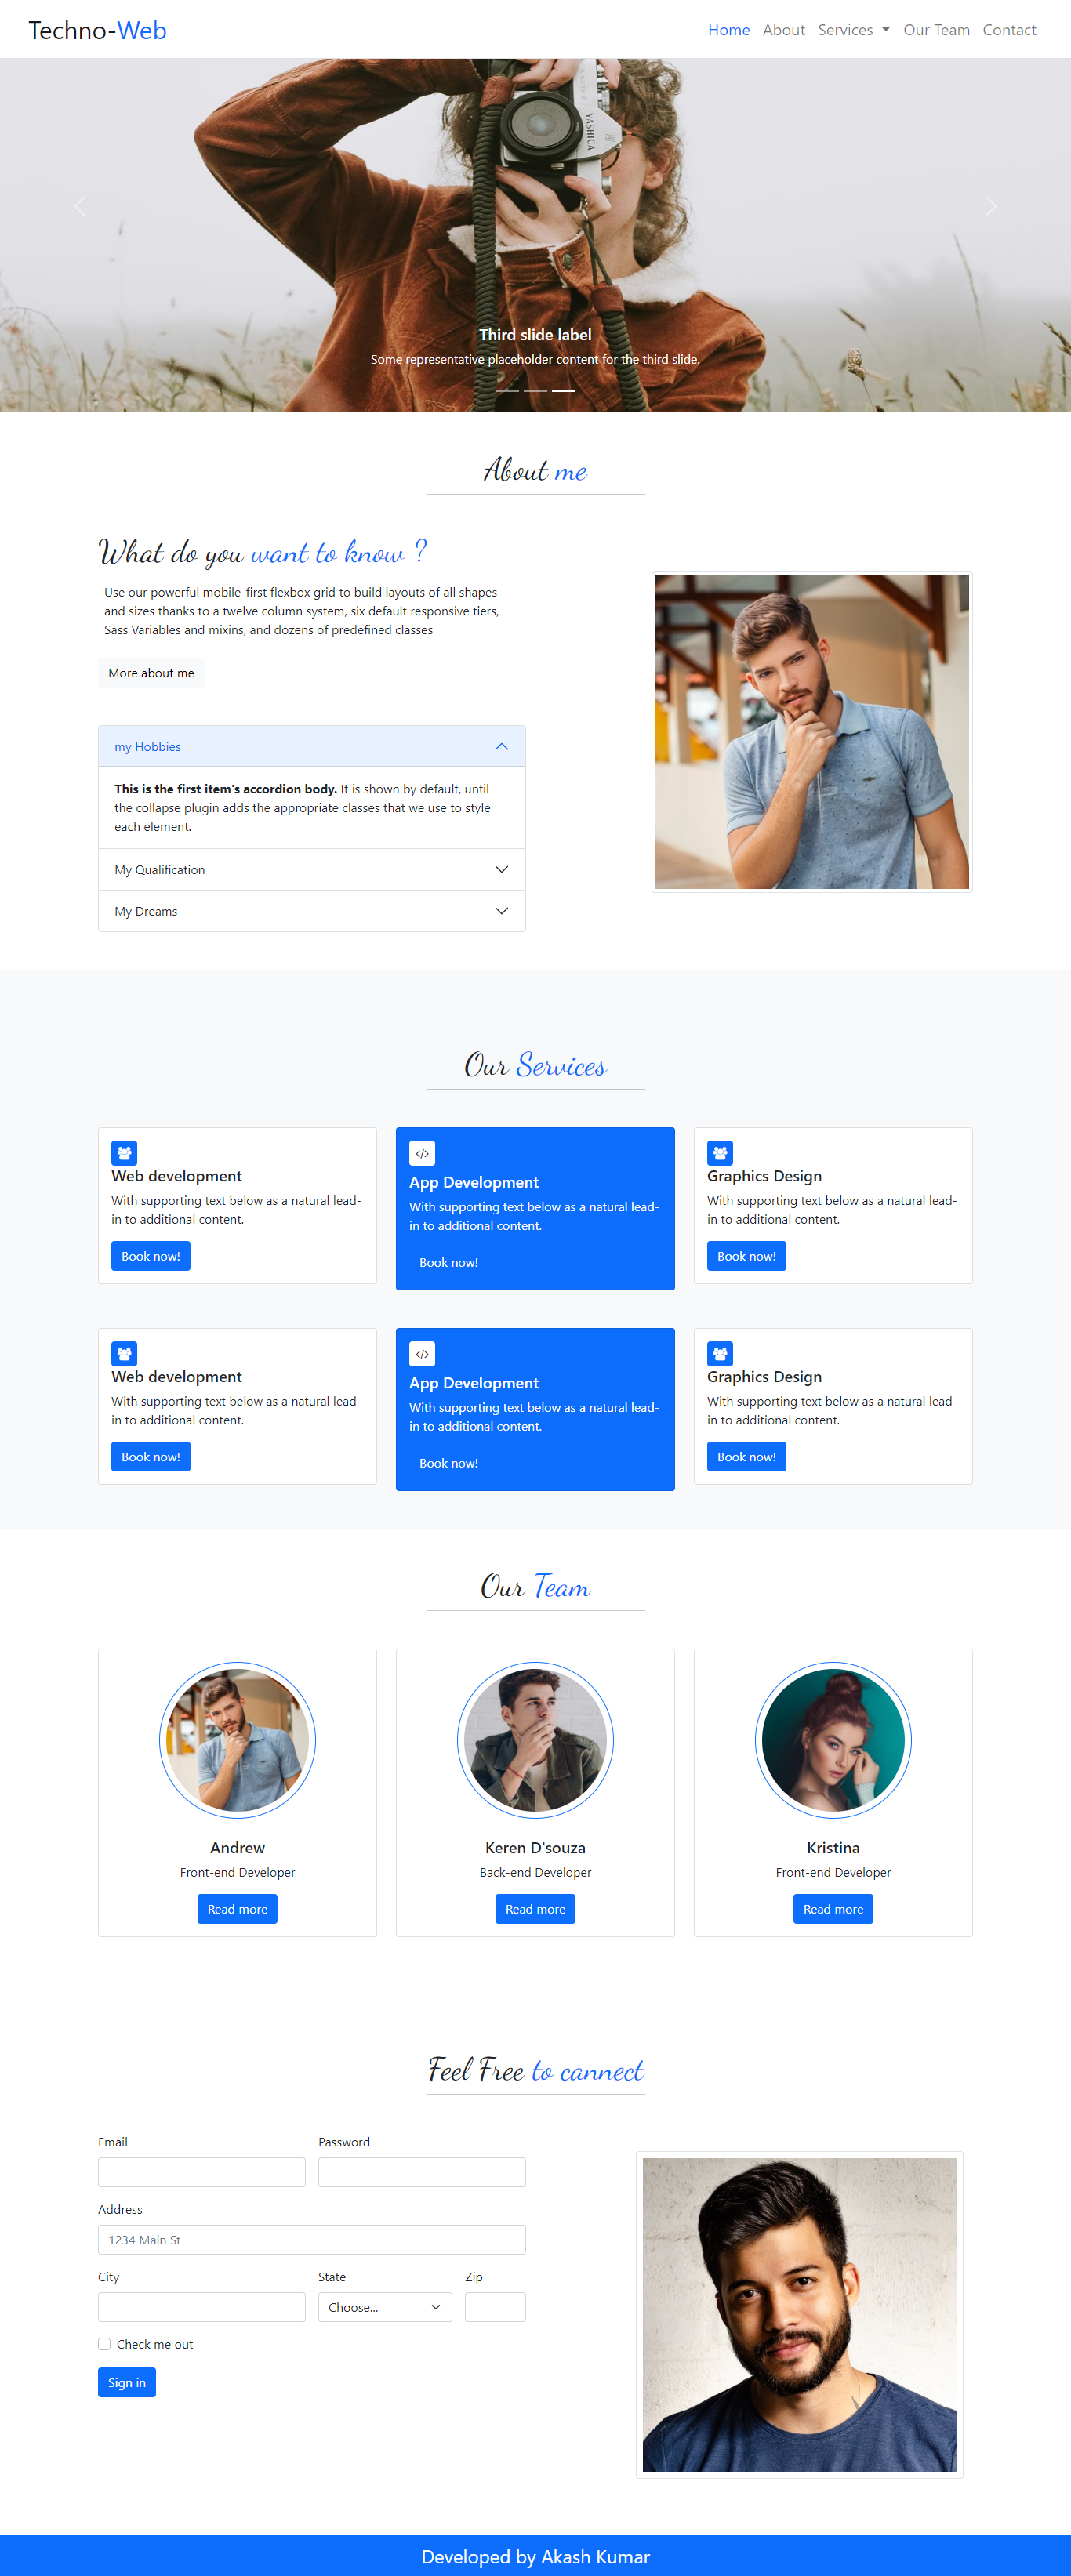 Techno-Web
Home About Services Our Team Contact
YASHICA
Third slide label
Some representative placeholder content for the third slide.
About me
What do you want to know ?
Use our powerful mobile-first flexbox grid to build layouts of all shapes
and sizes thanks to a twelve column system, six default responsive tiers,
Sass Variables and mixins, and dozens of predefined classes
More about me
my Hobbies
This is the first item's accordion body. It is shown by default, until
the collapse plugin adds the appropriate classes that we use to style
each element.
My Qualification
My Dreams
Our Services
Web development
With supporting text below as a natural lead-
in to additional content.
Book now!
</> 
App Development
With supporting text below as a natural lead-
in to additional content.
Book now!
Graphics Design
With supporting text below as a natural lead-
in to additional content.
Book now!
Web development
With supporting text below as a natural lead-
in to additional content.
Book now!
</> 
App Development
With supporting text below as a natural lead-
in to additional content.
Book now!
Graphics Design
With supporting text below as a natural lead-
in to additional content.
Book now!
Our Team
Andrew
Front-end Developer
Read more
Keren D'souza
Back-end Developer
Read more
Kristina
Front-end Developer
Read more
Feel Free to cannect
Email Password
Address
1234 Main St
City State Zip
Choose...
Check me out
Sign in
Developed by Akash Kumar